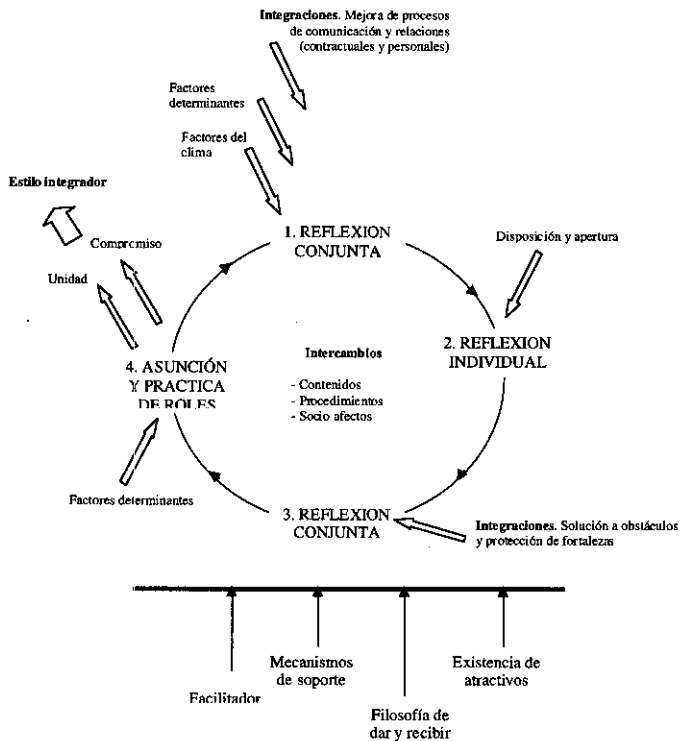 Integraciones. Mejora de procesos
de comunicación y relaciones
(contractuales y personales)
Factores
determinantes
Factores del
clima
Estilo integrador
Compromiso
Unidad
1. REFLEXION
CONJUNTA
Disposición y apertura
2. REFLEXION
INDIVIDUAL
Intercambios
- Contenidos
- Procedimientos
- Socio afectos
4. ASUNCIÓN
Y PRACTICA
DE ROLES
Factores determinantes
3. REFLEXION
CONJUNTA
Integraciones. Solución a obstáculos
y protección de fortalezas
Facilitador
Mecanismos
de soporte
Filosofía de
dar y recibir
Existencia de
atractivos